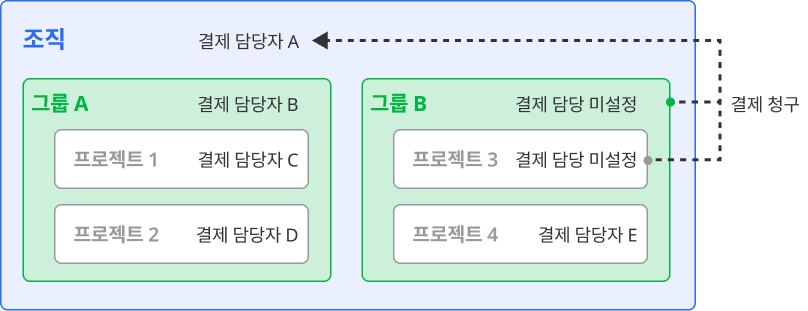 조직 결제 담당자 A
그룹 A 결제 담당자 B
프로젝트 1 결제 담당자 C
프로젝트 2 결제 담당자 D
그룹 B 결제 담당 미설정
프로젝트 3 결제 담당 미설정
프로젝트 4 결제 담당자 E
결제 청구